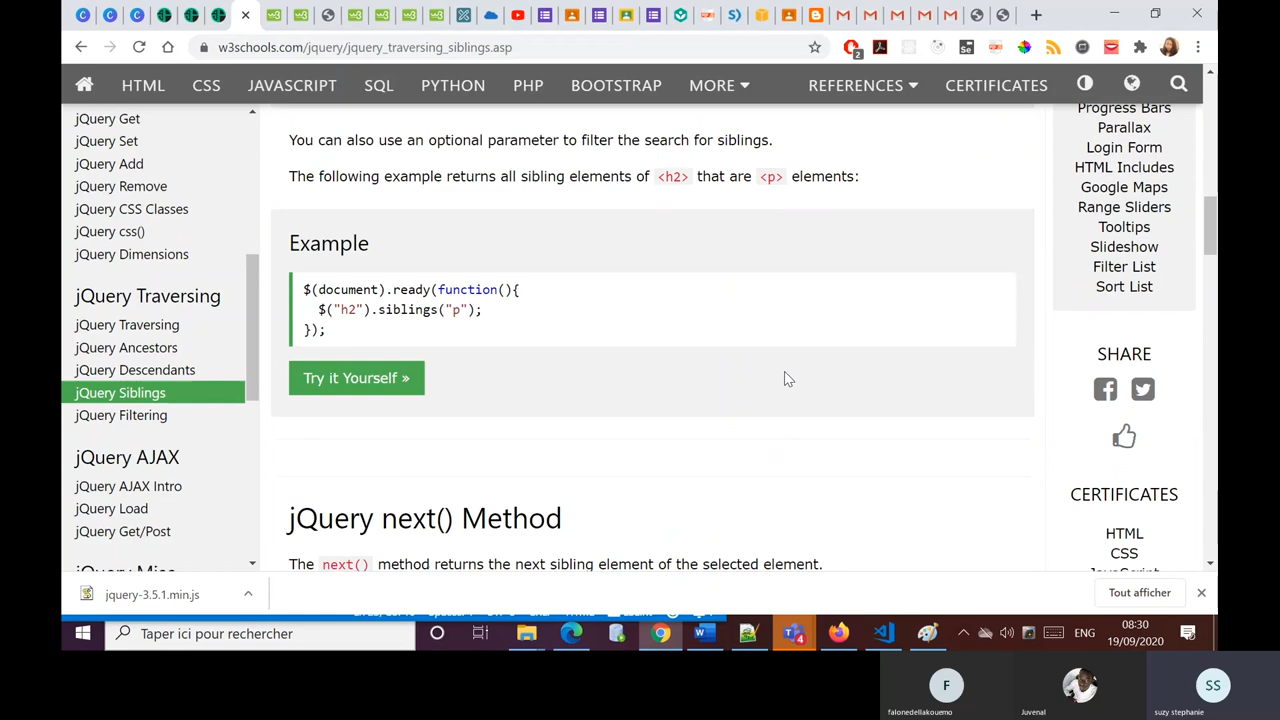 w3schools.com/jquery/jquery_traversing_siblings.asp
2
HTML CSS JAVASCRIPT SQL PYTHON PHP BOOTSTRAP MORE REFERENCES CERTIFICATES
jQuery Get
jQuery Set
jQuery Add
jQuery Remove
jQuery CSS Classes
jQuery css()
jQuery Dimensions
jQuery Traversing
jQuery Traversing
jQuery Ancestors
jQuery Descendants
jQuery Siblings
jQuery Filtering
jQuery AJAX
jQuery AJAX Intro
jQuery Load
jQuery Get/Post
jQuery Misc
You can also use an optional parameter to filter the search for siblings.
The following example returns all sibling elements of <h2> that are <p> elements:
Example
$(document).ready(function(){
$("h2").siblings("p");
});
Try it Yourself »
jQuery next() Method
The next() method returns the next sibling element of the selected element.
Progress Bars
Parallax
Login Form
HTML Includes
Google Maps
Range Sliders
Tooltips
Slideshow
Filter List
Sort List
SHARE
CERTIFICATES
HTML
CSS
JavaScript
jquery-3.5.1.min.js
Tout afficher
Taper ici pour rechercher
4
ENG
08:30
19/09/2020
F
falonedellakouemo
Juvenal
SS
suzy stephanie